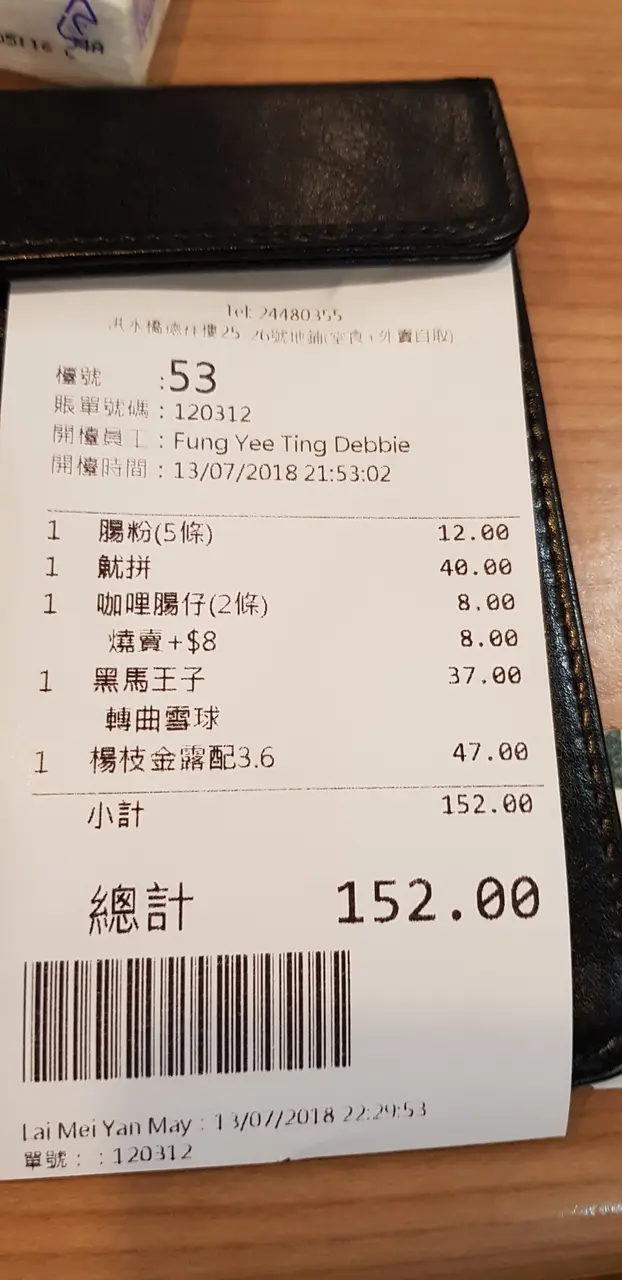 05116 C
Tel: 24480355
洪水橋德祥樓25-26號地鋪(堂食,外賣自取)
檯號 :53
賬單號碼 : 120312
開檯員工 : Fung Yee Ting Debbie
開檯時間 : 13/07/2018 21:53:02
1 腸粉(5條) 12.00
1 魷拼 40.00
1 咖哩腸仔(2條) 8.00
燒賣+$8 8.00
1 黑馬王子 37.00
轉曲雪球
1 楊枝金露配3.6 47.00
小計 152.00
總計 152.00
Lai Mei Yan May : 13/07/2018 22:29:53
單號: : 120312